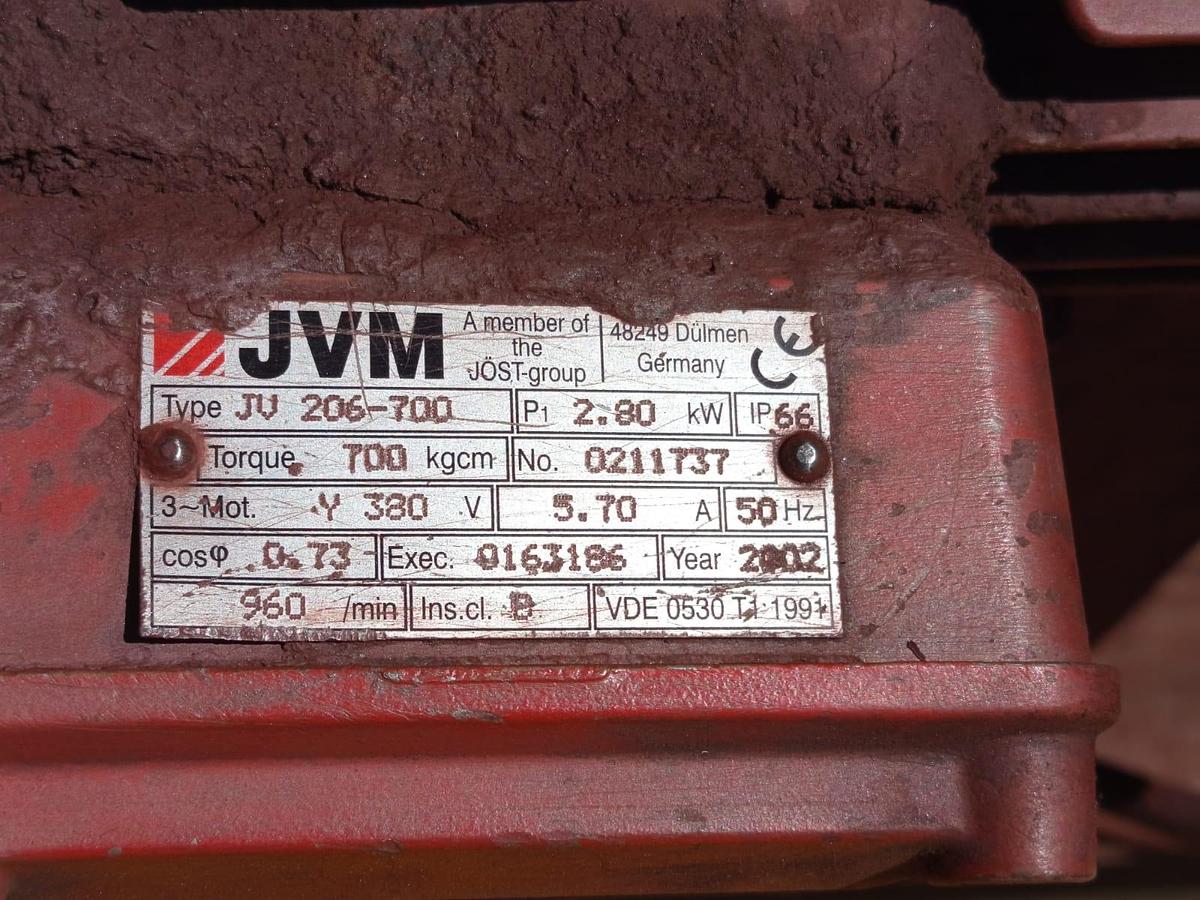 JVM A member of the JÖST-group 48249 Dülmen Germany CE
Type JV 206-700 P1 2.80 kW IP66
Torque 700 kgcm No. 0211737
3~Mot. Y 380 V 5.70 A 50 Hz
cosφ 0.73 Exec. 0163186 Year 2002
960 /min Ins.cl. B VDE 0530 T1 1991